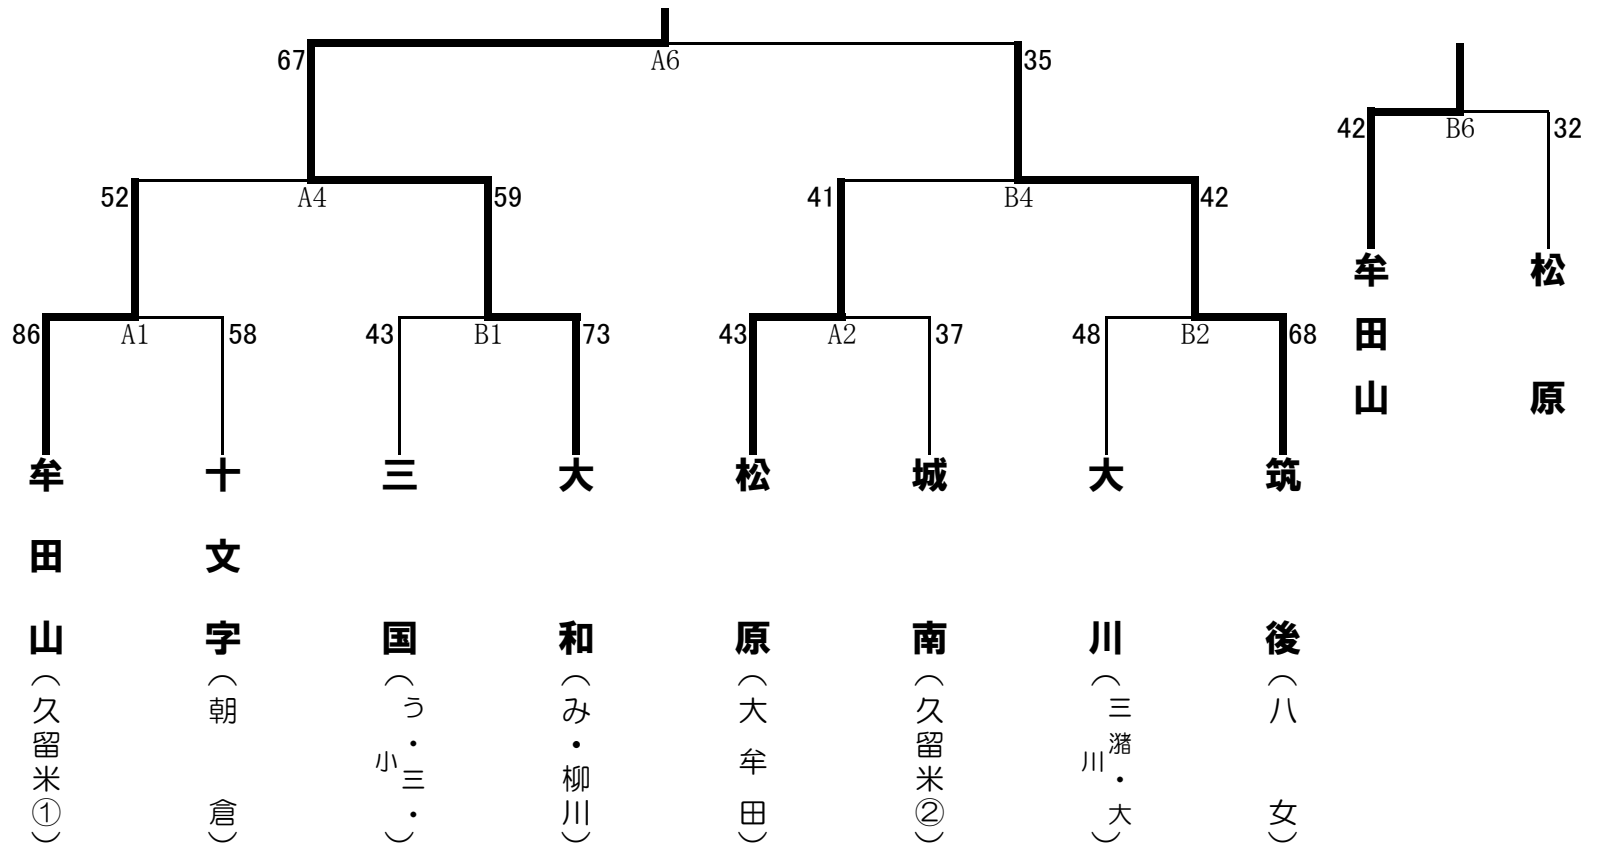 67 A6 35
42 B6 32
52 A4 59
41 B4 42
牟田山
松原
86 A1 58
43 B1 73
43 A2 37
48 B2 68
牟田山(久留米①)
十文字(朝倉)
三国(う・三・小)
大和(み・柳川)
松原(大牟田)
城南(久留米②)
大川(三潴・大川)
筑後(八女)